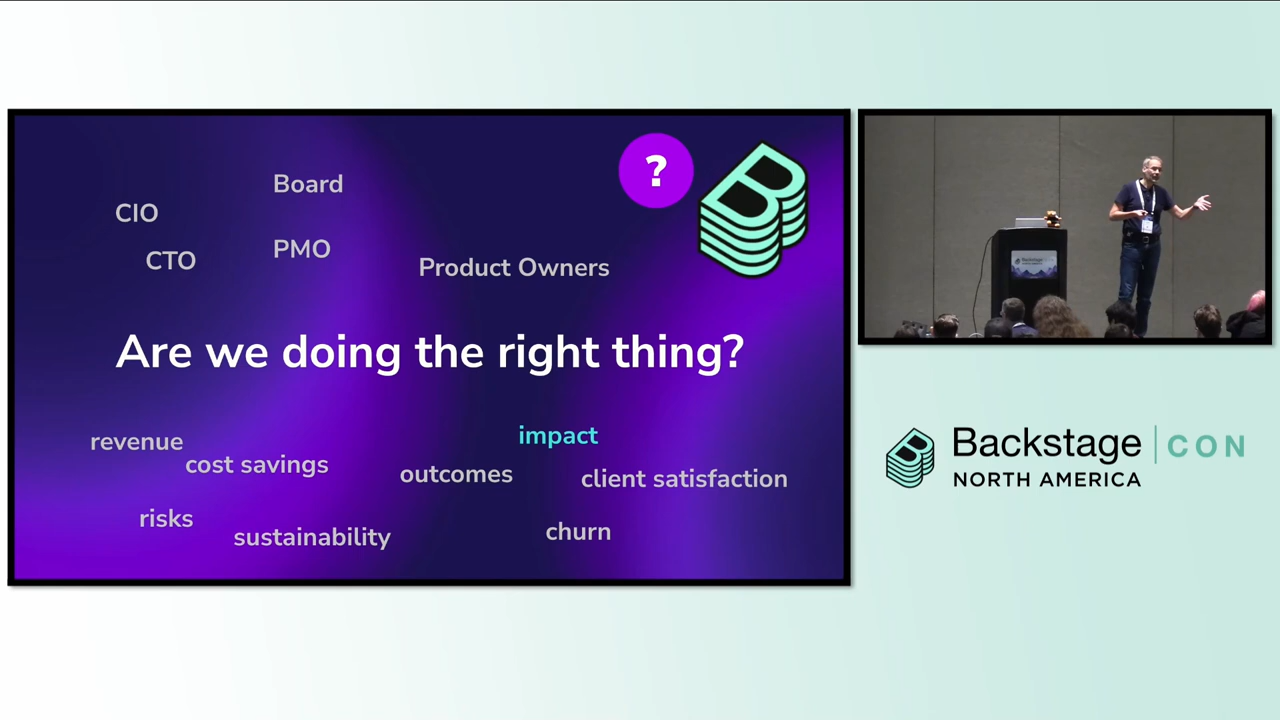 Board
CIO
PMO
CTO
Product Owners
?
Are we doing the right thing?
impact
revenue
cost savings
outcomes
client satisfaction
risks
churn
sustainability
Backstage
Backstage | CON
NORTH AMERICA